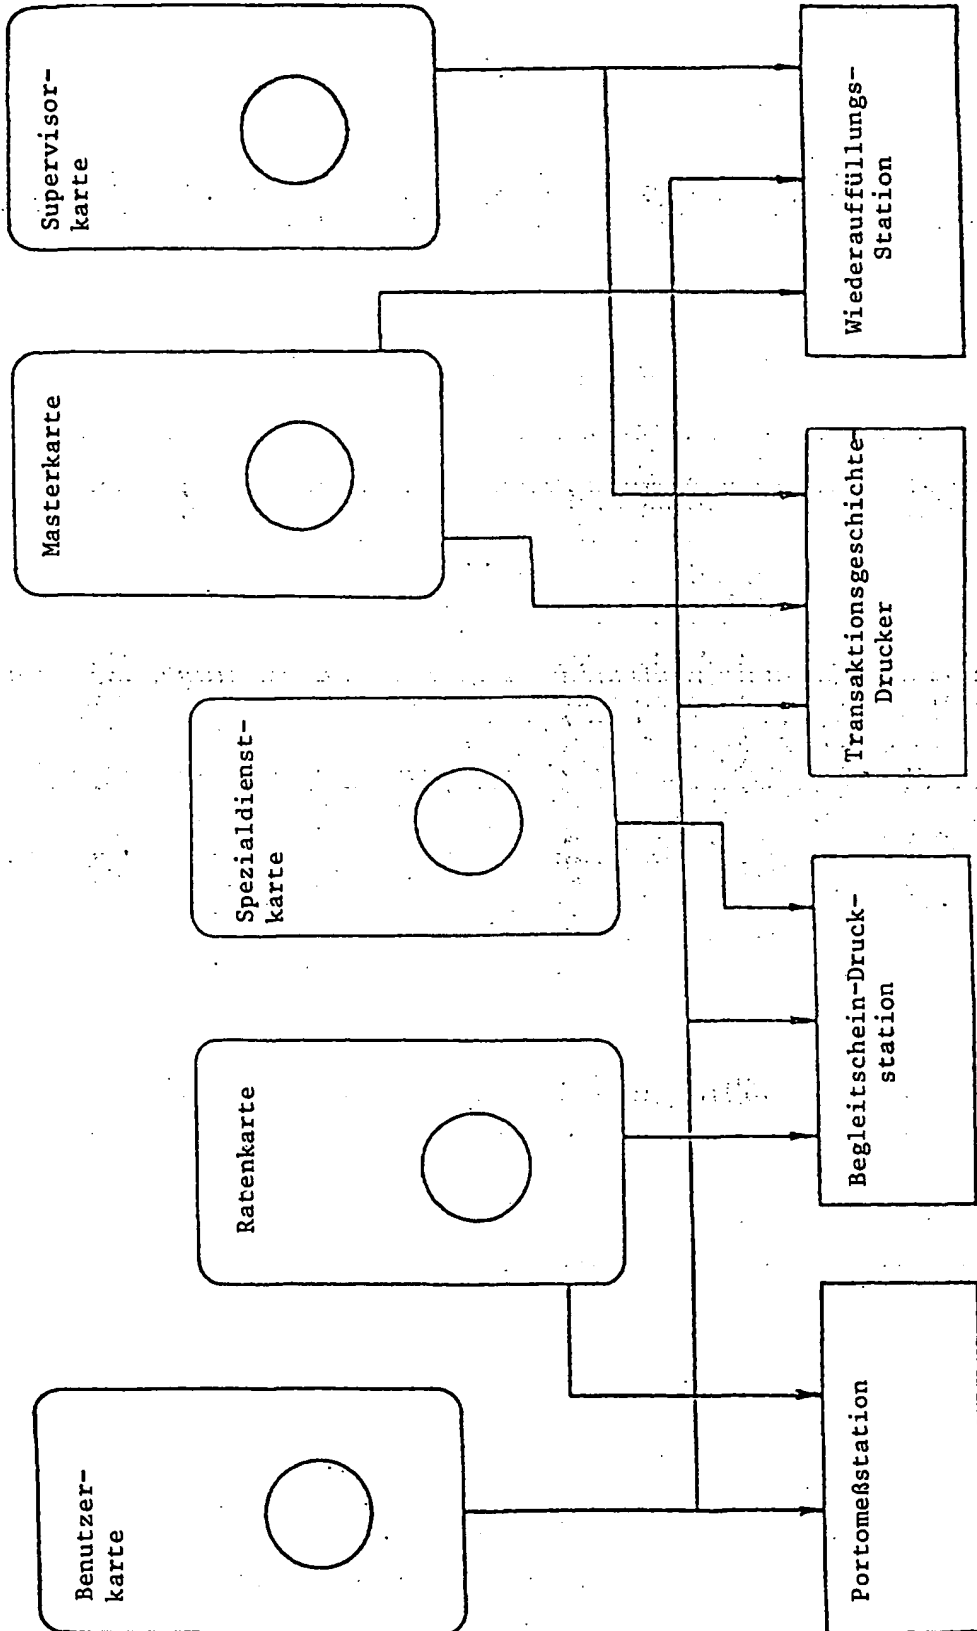 Benutzer-
karte
Ratenkarte
Spezialdienst-
karte
Masterkarte
Supervisor-
karte
Portomeßstation
Begleitschein-Druck-
station
Transaktionsgeschichte-
Drucker
Wiederauffüllungs-
Station